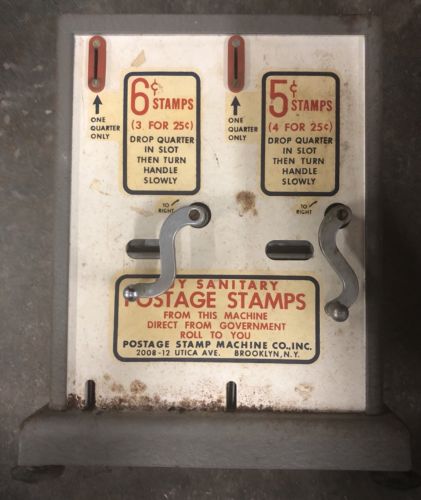 6¢ STAMPS
(3 FOR 25¢)
DROP QUARTER
IN SLOT
THEN TURN
HANDLE
SLOWLY
ONE
QUARTER
ONLY
5¢ STAMPS
(4 FOR 25¢)
DROP QUARTER
IN SLOT
THEN TURN
HANDLE
SLOWLY
ONE
QUARTER
ONLY
TO
RIGHT
TO
RIGHT
SANITARY
POSTAGE STAMPS
FROM THIS MACHINE
DIRECT FROM GOVERNMENT
ROLL TO YOU
POSTAGE STAMP MACHINE CO., INC.
2008-12 UTICA AVE. BROOKLYN, N.Y.